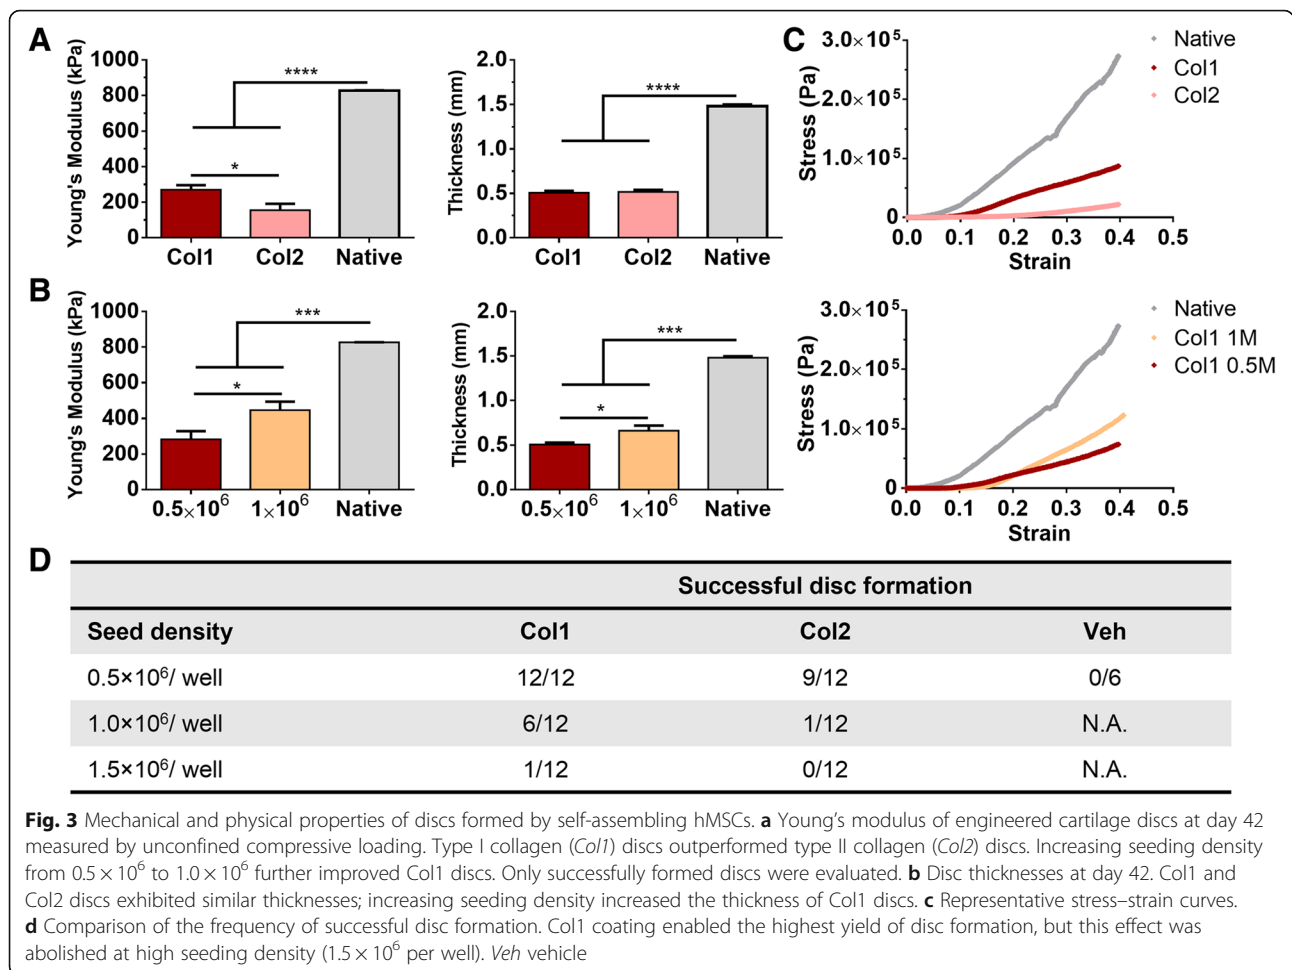 A
Young's Modulus (kPa)
1000
800
600
400
200
0
****
*
Col1 Col2 Native
Thickness (mm)
2.0
1.5
1.0
0.5
0.0
****
Col1 Col2 Native
C
Stress (Pa)
3.0×10⁵
2.0×10⁵
1.0×10⁵
0
0.0 0.1 0.2 0.3 0.4 0.5
Strain
Native
Col1
Col2
B
Young's Modulus (kPa)
1000
800
600
400
200
0
***
*
0.5×10⁶ 1×10⁶ Native
Thickness (mm)
2.0
1.5
1.0
0.5
0.0
***
*
0.5×10⁶ 1×10⁶ Native
Stress (Pa)
3.0×10⁵
2.0×10⁵
1.0×10⁵
0
0.0 0.1 0.2 0.3 0.4 0.5
Strain
Native
Col1 1M
Col1 0.5M
D
Successful disc formation
Seed density Col1 Col2 Veh
0.5×10⁶/ well 12/12 9/12 0/6
1.0×10⁶/ well 6/12 1/12 N.A.
1.5×10⁶/ well 1/12 0/12 N.A.
Fig. 3 Mechanical and physical properties of discs formed by self-assembling hMSCs. a Young's modulus of engineered cartilage discs at day 42
measured by unconfined compressive loading. Type I collagen (Col1) discs outperformed type II collagen (Col2) discs. Increasing seeding density
from 0.5 × 10⁶ to 1.0 × 10⁶ further improved Col1 discs. Only successfully formed discs were evaluated. b Disc thicknesses at day 42. Col1 and
Col2 discs exhibited similar thicknesses; increasing seeding density increased the thickness of Col1 discs. c Representative stress–strain curves.
d Comparison of the frequency of successful disc formation. Col1 coating enabled the highest yield of disc formation, but this effect was
abolished at high seeding density (1.5 × 10⁶ per well). Veh vehicle